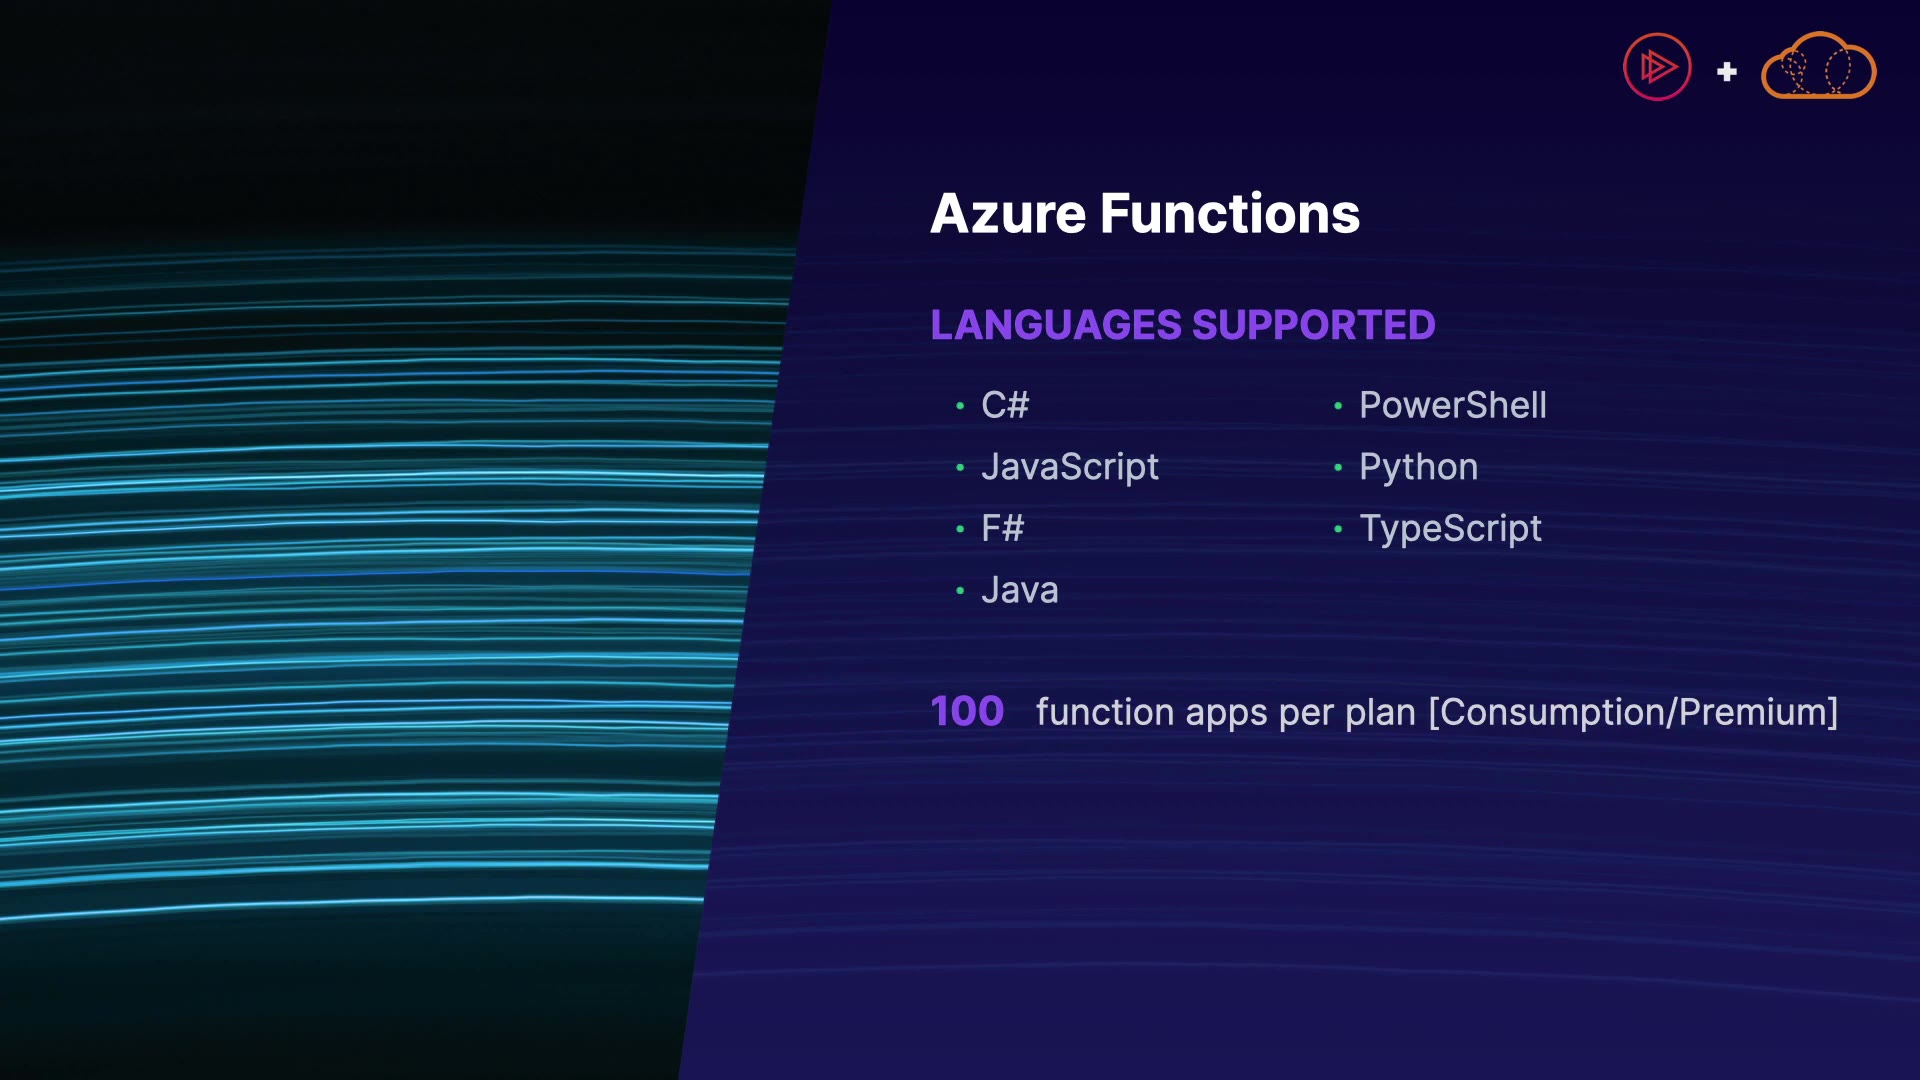 Azure Functions
LANGUAGES SUPPORTED
• C#
• JavaScript
• F#
• Java
• PowerShell
• Python
• TypeScript
100 function apps per plan [Consumption/Premium]